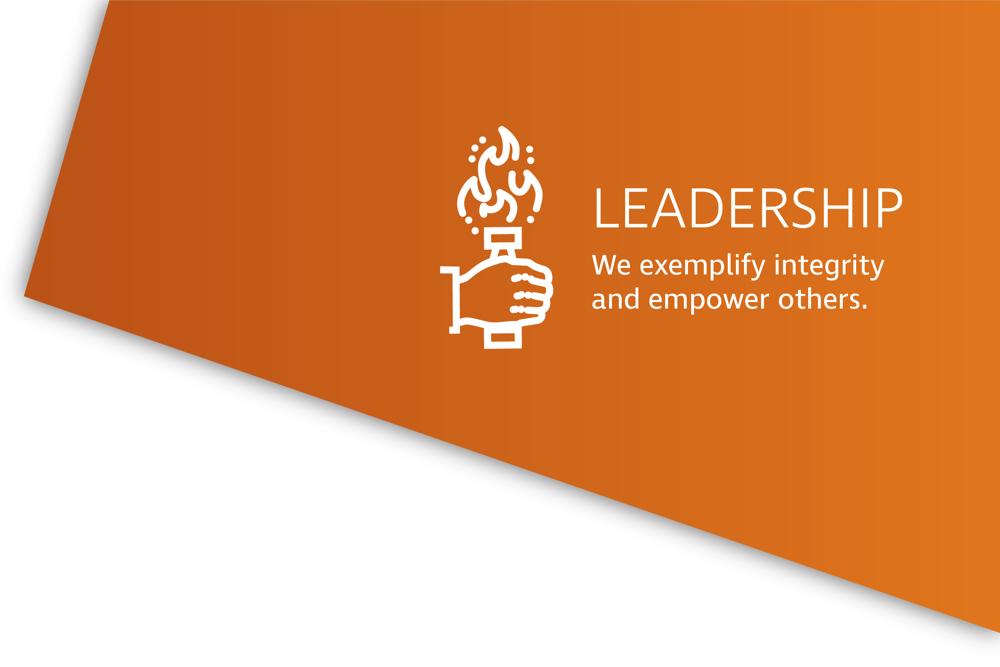 LEADERSHIP
We exemplify integrity
and empower others.